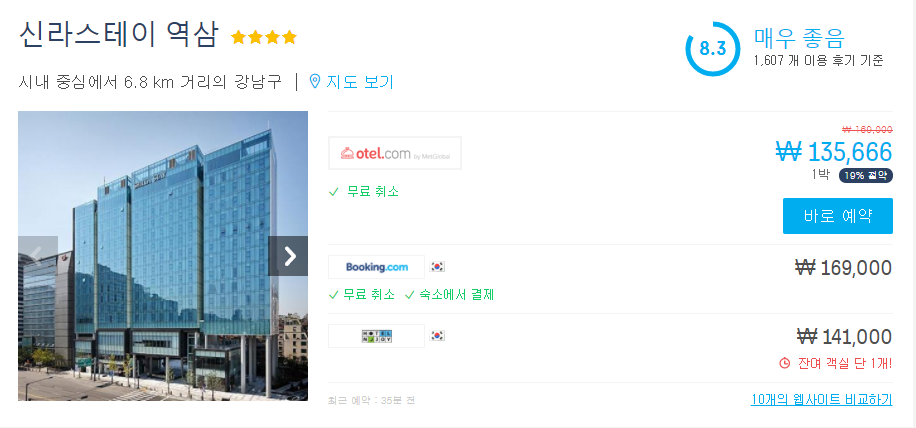 신라스테이 역삼
8.3
매우 좋음
1,607 개 이용 후기 기준
시내 중심에서 6.8 km 거리의 강남구 | 지도 보기
otel.com by MetGlobal
✓ 무료 취소
₩ 169,000
₩ 135,666
1박 19% 절약
바로 예약
Booking.com
₩ 169,000
✓ 무료 취소 ✓ 숙소에서 결제
HOTELNJOY
₩ 141,000
잔여 객실 단 1개!
최근 예약 : 35분 전
10개의 웹사이트 비교하기